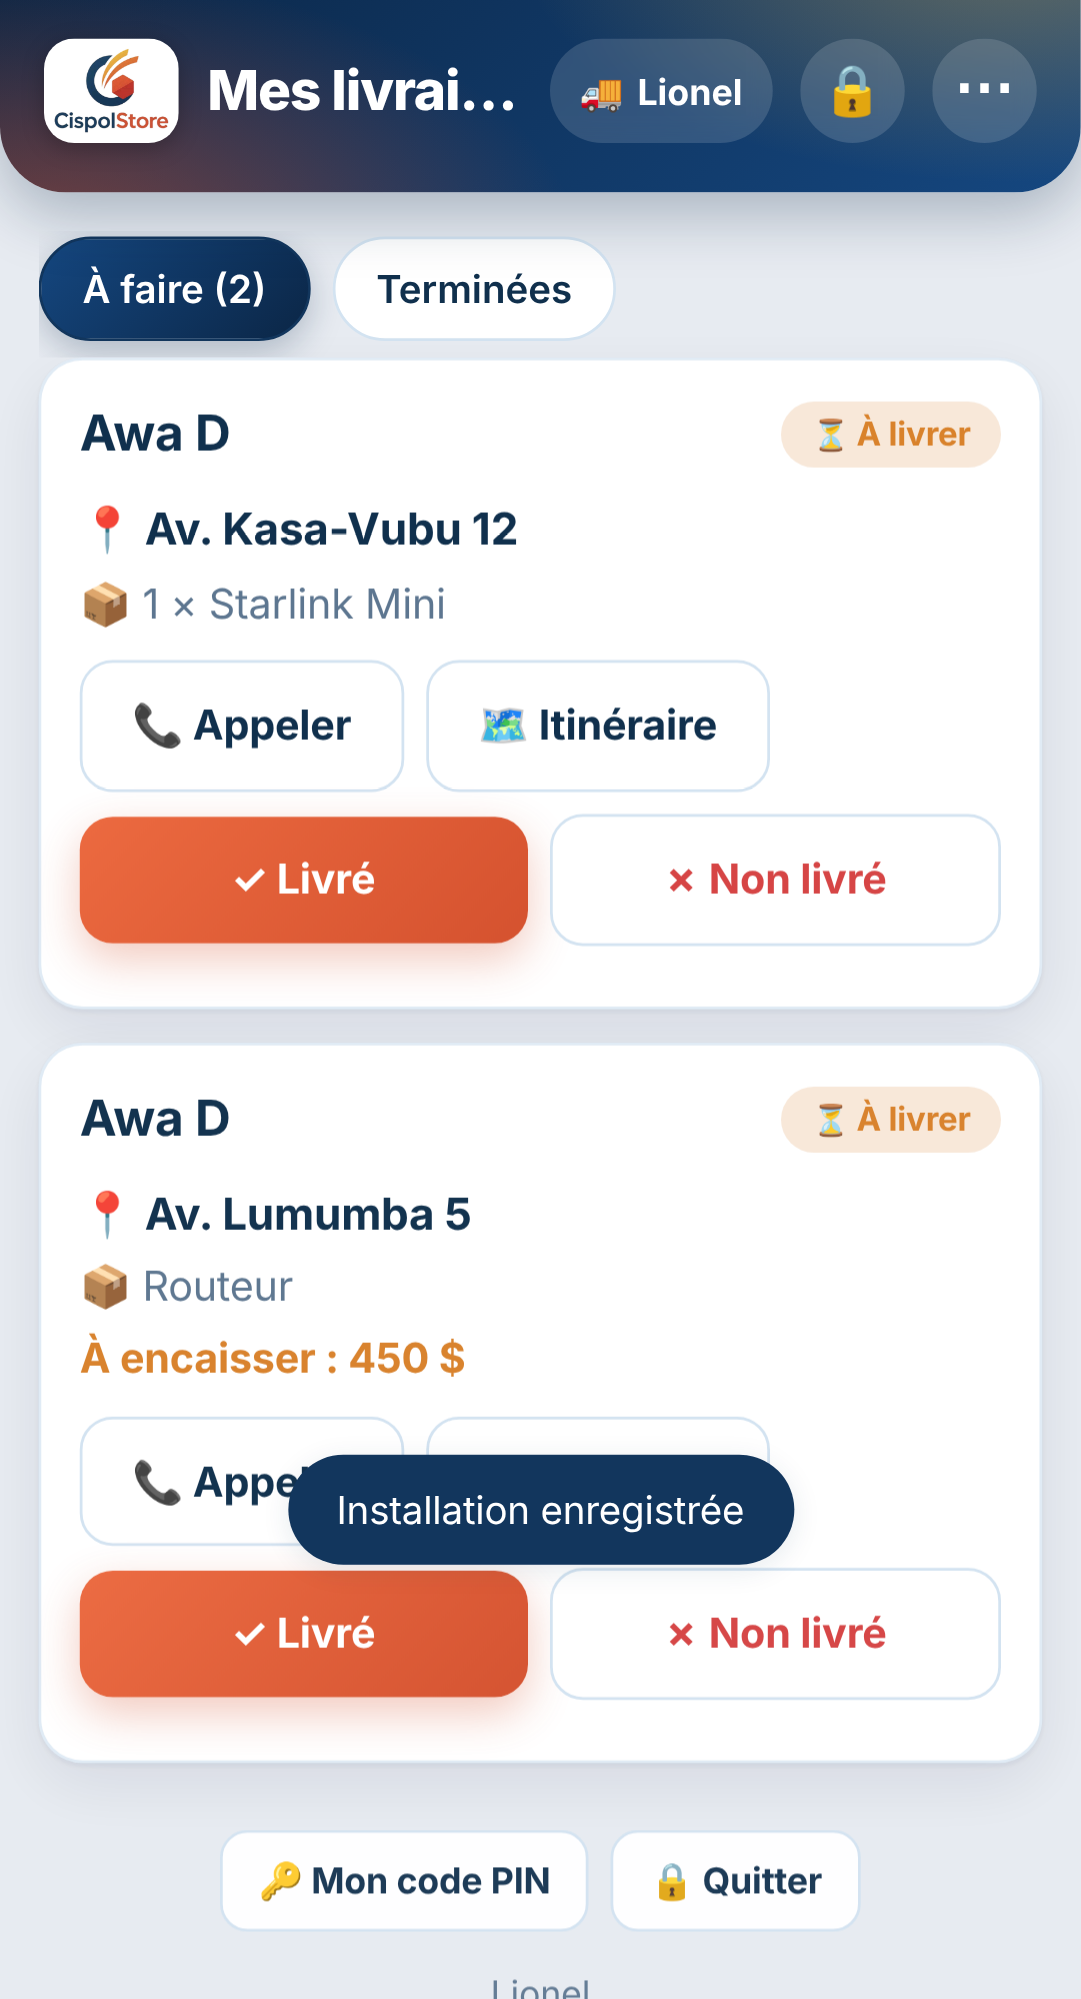 CispolStore
Mes livrai...
🚚 Lionel
🔒
...
À faire (2)
Terminées
Awa D
⏳ À livrer
📍 Av. Kasa-Vubu 12
📦 1 × Starlink Mini
📞 Appeler
🗺️ Itinéraire
✓ Livré
× Non livré
Awa D
⏳ À livrer
📍 Av. Lumumba 5
📦 Routeur
À encaisser : 450 $
📞 Appel
Installation enregistrée
✓ Livré
× Non livré
🔑 Mon code PIN
🔒 Quitter
Lionel